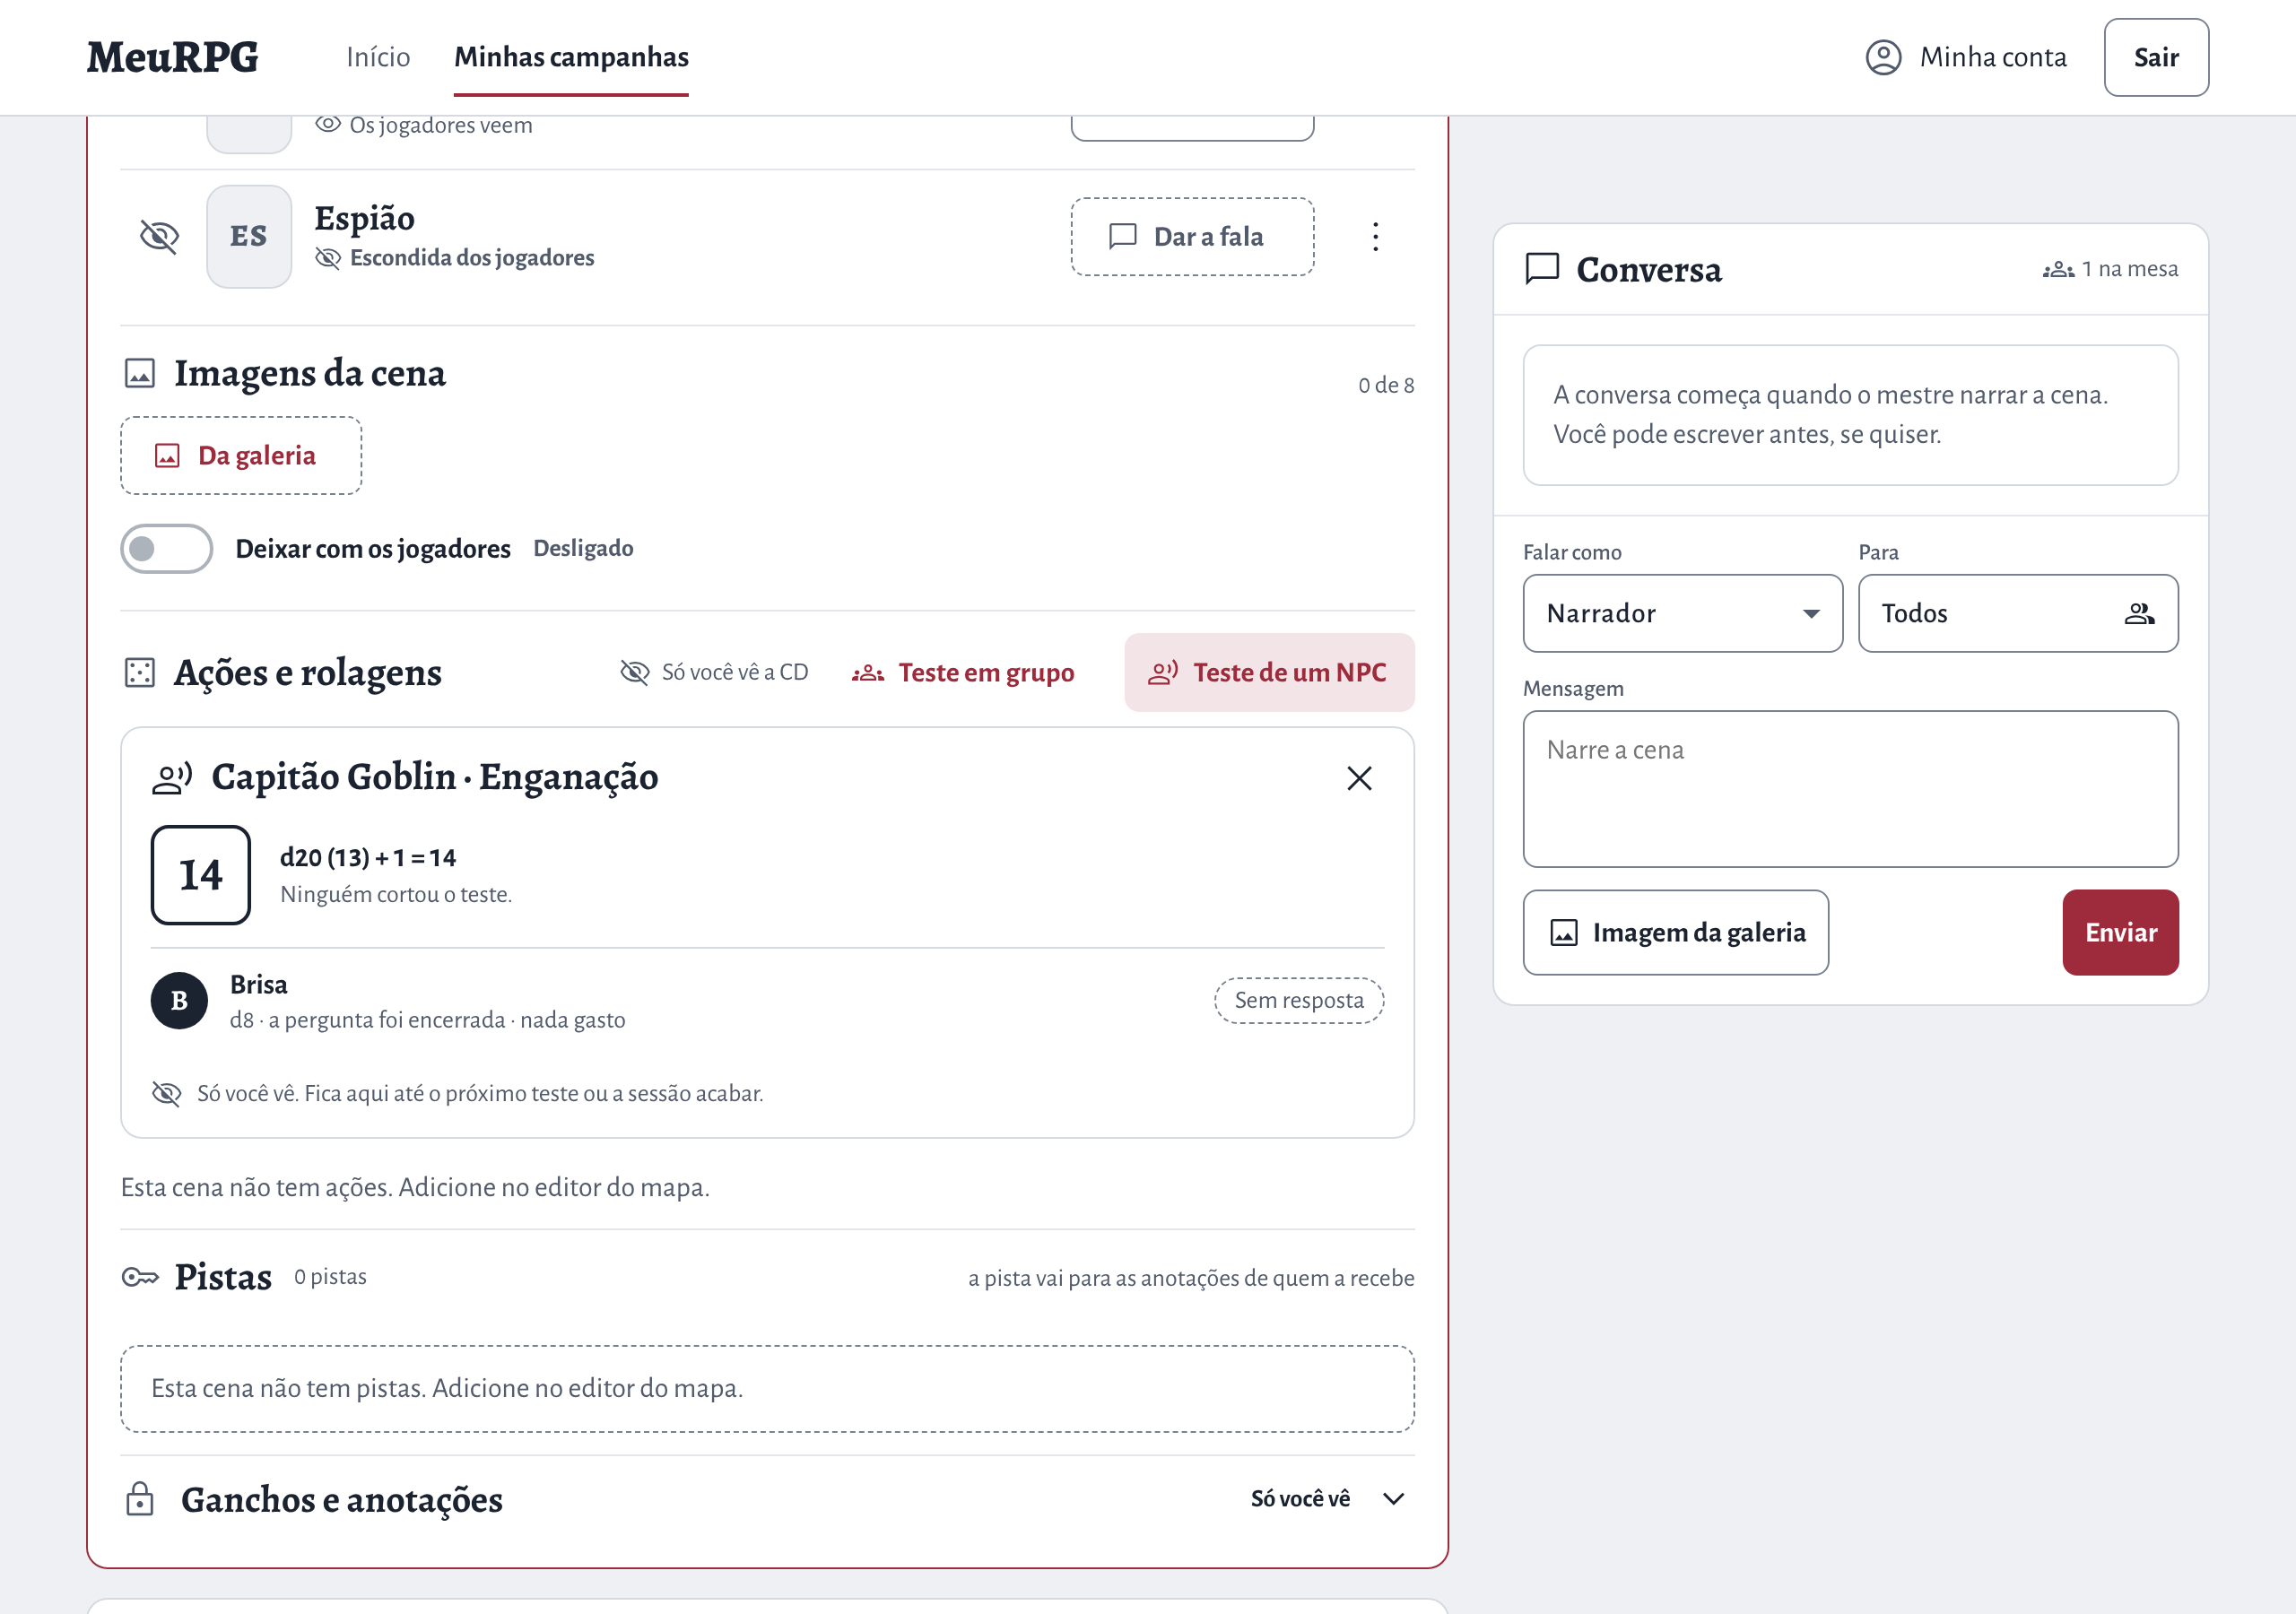 MeuRPG
Início
Minhas campanhas
Minha conta
Sair
Os jogadores veem
ES
Espião
Escondida dos jogadores
Dar a fala
Imagens da cena
0 de 8
Da galeria
Deixar com os jogadores
Desligado
Ações e rolagens
Só você vê a CD
Teste em grupo
Teste de um NPC
Capitão Goblin · Enganação
14
d20 (13) + 1 = 14
Ninguém cortou o teste.
B
Brisa
d8 · a pergunta foi encerrada · nada gasto
Sem resposta
Só você vê. Fica aqui até o próximo teste ou a sessão acabar.
Esta cena não tem ações. Adicione no editor do mapa.
Pistas
0 pistas
a pista vai para as anotações de quem a recebe
Esta cena não tem pistas. Adicione no editor do mapa.
Ganchos e anotações
Só você vê
Conversa
1 na mesa
A conversa começa quando o mestre narrar a cena.
Você pode escrever antes, se quiser.
Falar como
Para
Narrador
Todos
Mensagem
Narre a cena
Imagem da galeria
Enviar